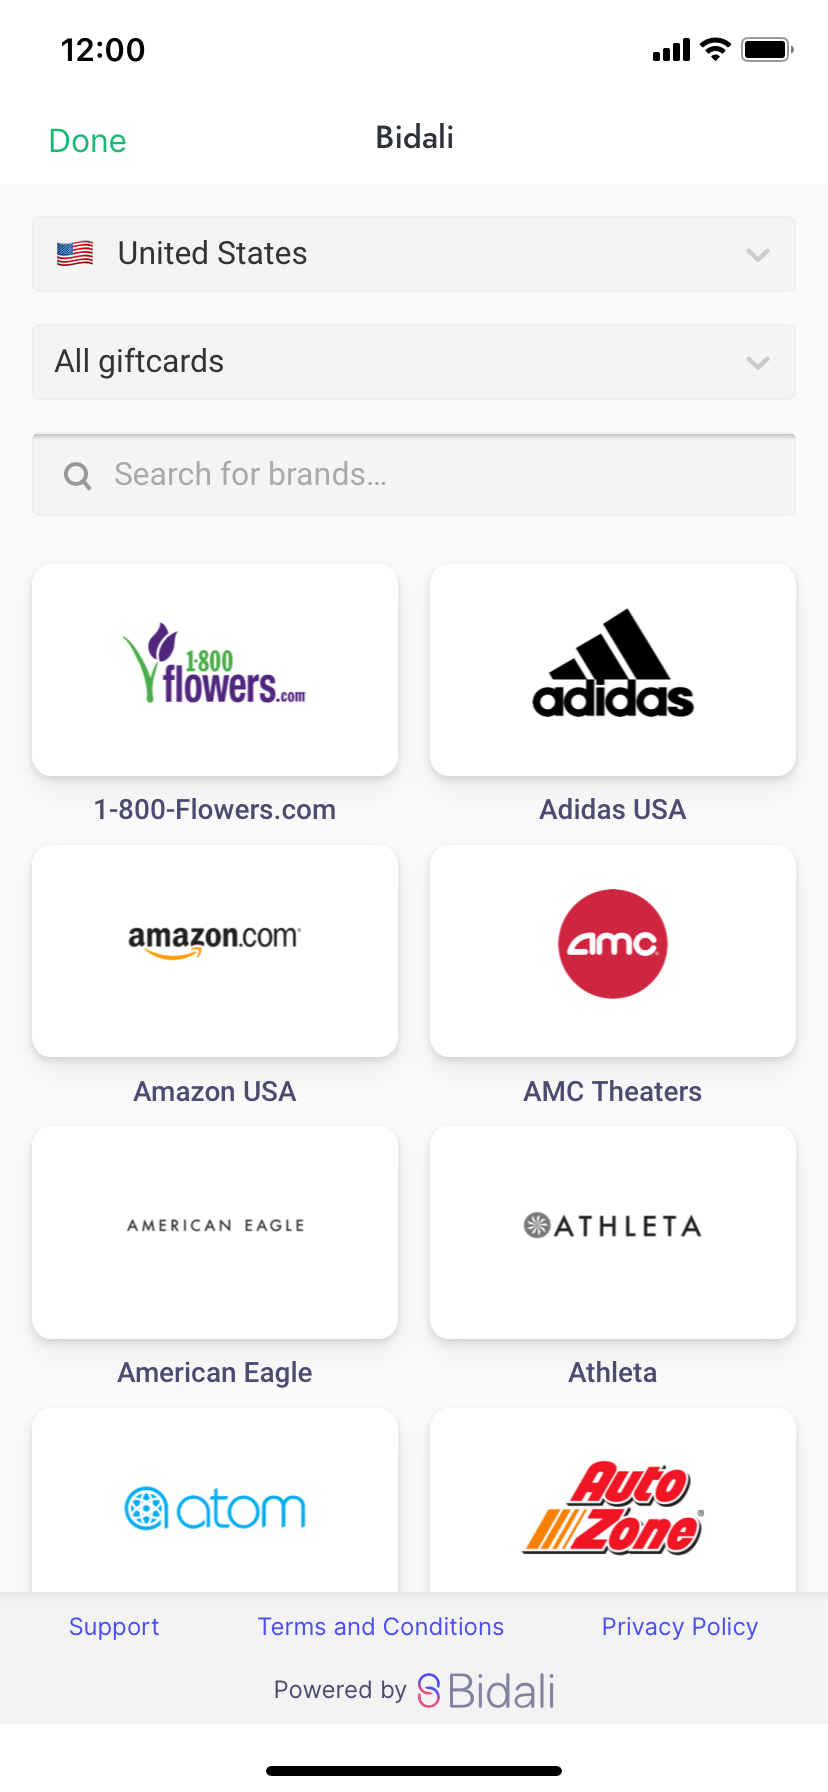 12:00
Done
Bidali
United States
All giftcards
Search for brands...
1·800
flowers.com
adidas
1-800-Flowers.com
Adidas USA
amazon.com
amc
Amazon USA
AMC Theaters
AMERICAN EAGLE
ATHLETA
American Eagle
Athleta
atom
Auto
Zone®
Support
Terms and Conditions
Privacy Policy
Powered by Bidali